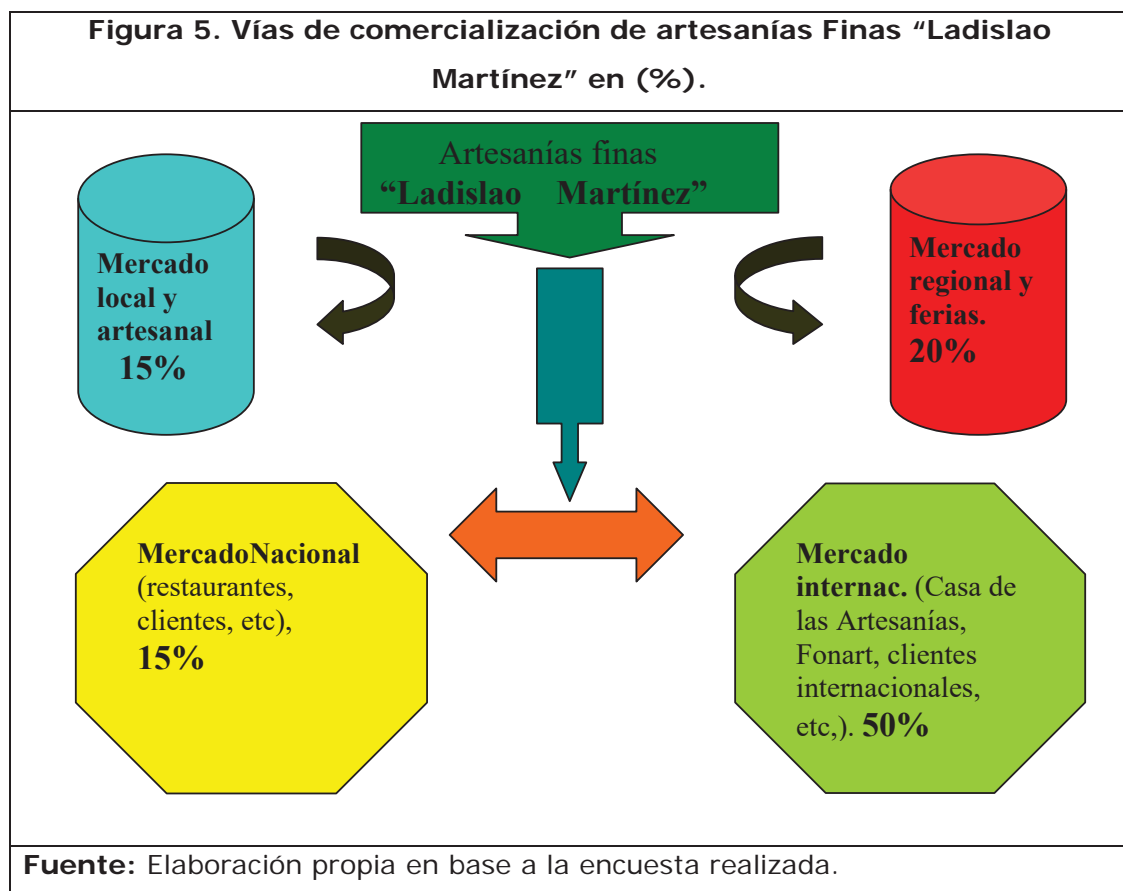 Figura 5. Vías de comercialización de artesanías Finas “Ladislao
Martínez” en (%).
Artesanías finas
“Ladislao Martínez”
Mercado
local y
artesanal
15%
Mercado
regional y
ferias.
20%
MercadoNacional
(restaurantes,
clientes, etc),
15%
Mercado
internac. (Casa de
las Artesanías,
Fonart, clientes
internacionales,
etc,). 50%
Fuente: Elaboración propia en base a la encuesta realizada.